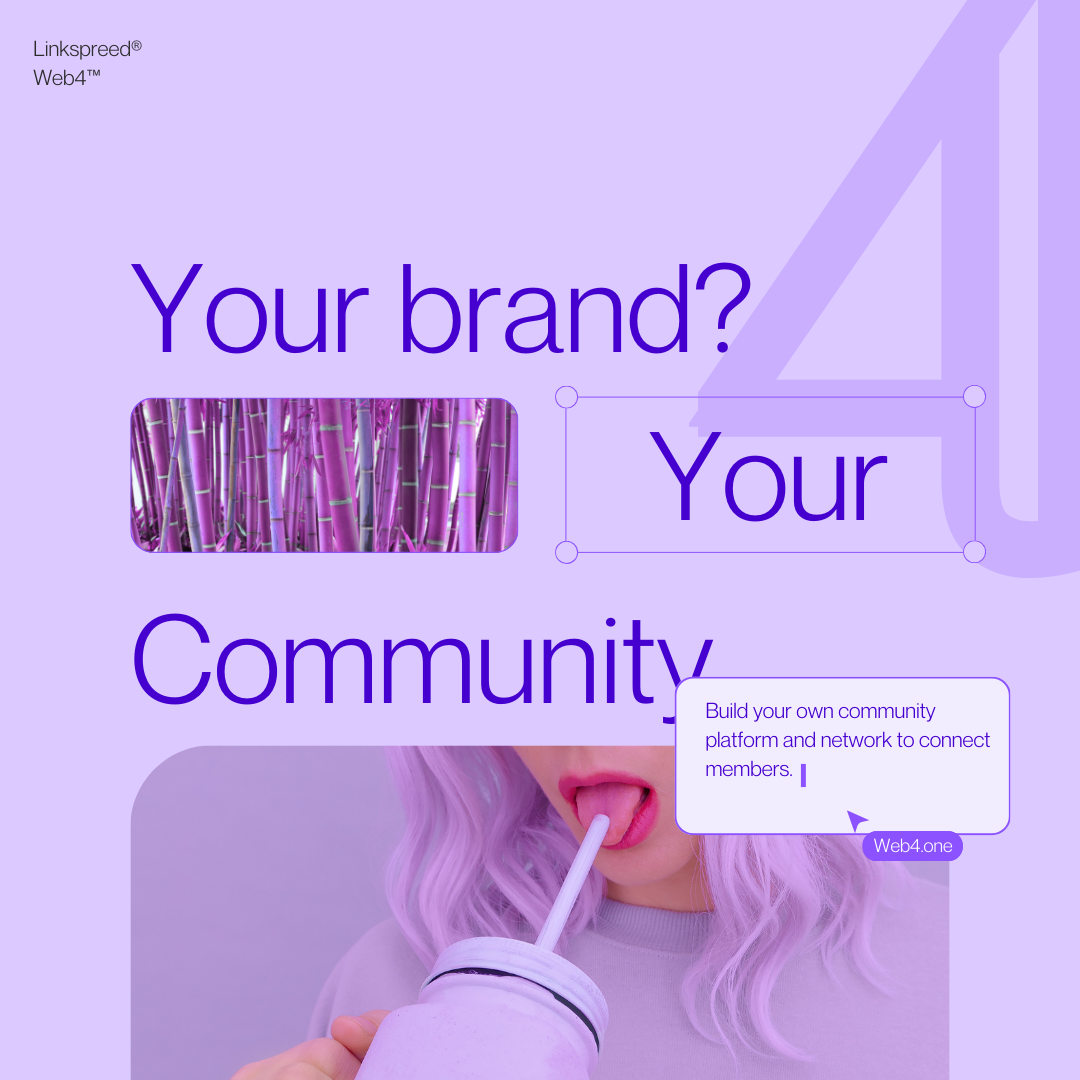 Linkspreed®
Web4™
Your brand?
Your
Community
Build your own community
platform and network to connect
members.
Web4.one
4